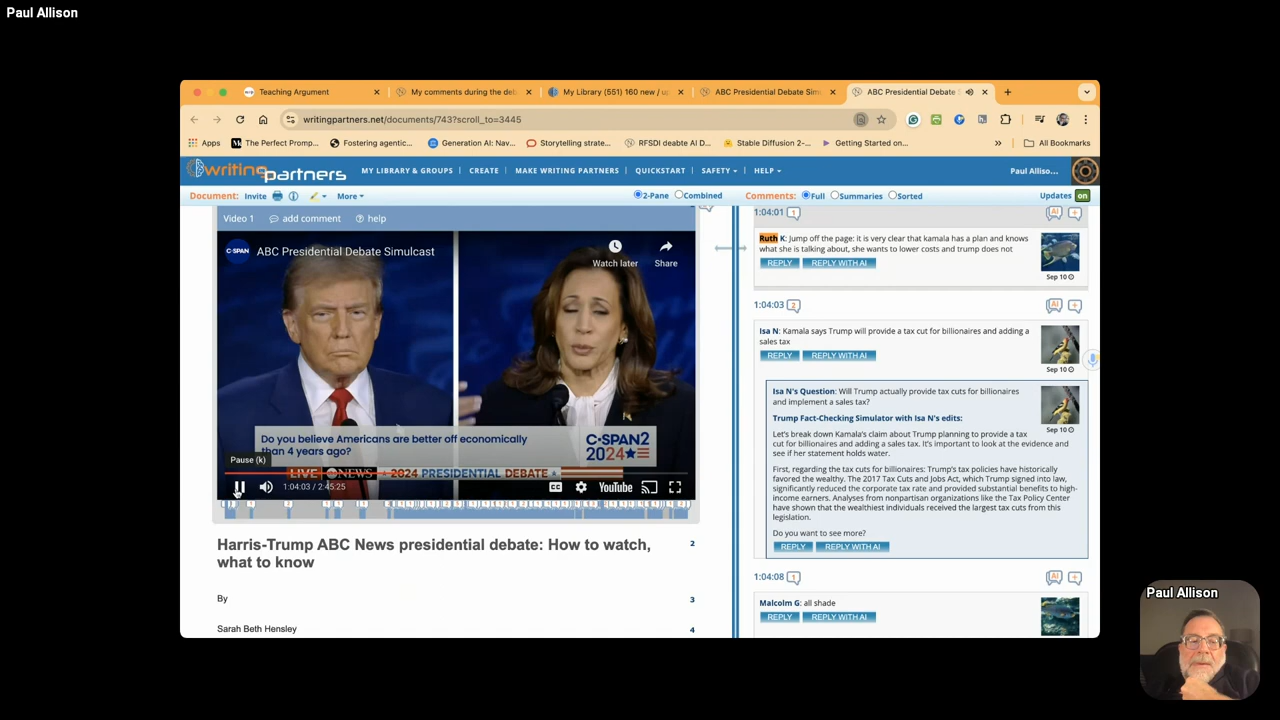 Paul Allison
Teaching Argument
My comments during the deb
My Library (551) 160 new / u
ABC Presidential Debate Sim
ABC Presidential Debate S
writingpartners.net/documents/743?scroll_to=3445
Apps
The Perfect Promp...
Fostering agentic...
Generation AI: Nav...
Storytelling strate...
RFSDI deabte AI D...
Stable Diffusion 2-...
Getting Started on...
»
All Bookmarks
writing
partners
MY LIBRARY & GROUPS
CREATE
MAKE WRITING PARTNERS
QUICKSTART
SAFETY
HELP
Paul Alliso...
Document:
Invite
More
2-Pane
Combined
Comments:
Full
Summaries
Sorted
Updates
on
Video 1
add comment
help
C-SPAN
ABC Presidential Debate Simulcast
Watch later
Share
Do you believe Americans are better off economically
than 4 years ago?
C·SPAN2
2024
Pause (k)
LIVE
NEWS
2024 PRESIDENTIAL DEBATE
1:04:03 / 2:45:25
CC
YouTube
Harris-Trump ABC News presidential debate: How to watch,
what to know
2
By
3
Sarah Beth Hensley
4
1:04:01
1
AI
+
Ruth K: Jump off the page: it is very clear that kamala has a plan and knows
what she is talking about, she wants to lower costs and trump does not
REPLY
REPLY WITH AI
Sep 10
1:04:03
2
AI
+
Isa N: Kamala says Trump will provide a tax cut for billionaires and adding a
sales tax
REPLY
REPLY WITH AI
Sep 10
Isa N's Question: Will Trump actually provide tax cuts for billionaires
and implement a sales tax?
Trump Fact-Checking Simulator with Isa N's edits:
Sep 10
Let's break down Kamala's claim about Trump planning to provide a tax
cut for billionaires and adding a sales tax. It's important to look at the evidence and
see if her statement holds water.
First, regarding the tax cuts for billionaires: Trump's tax policies have historically
favored the wealthy. The 2017 Tax Cuts and Jobs Act, which Trump signed into law,
significantly reduced the corporate tax rate and provided substantial benefits to high-
income earners. Analyses from nonpartisan organizations like the Tax Policy Center
have shown that the wealthiest individuals received the largest tax cuts from this
legislation.
Do you want to see more?
REPLY
REPLY WITH AI
1:04:08
1
AI
+
Malcolm G: all shade
REPLY
REPLY WITH AI
Paul Allison